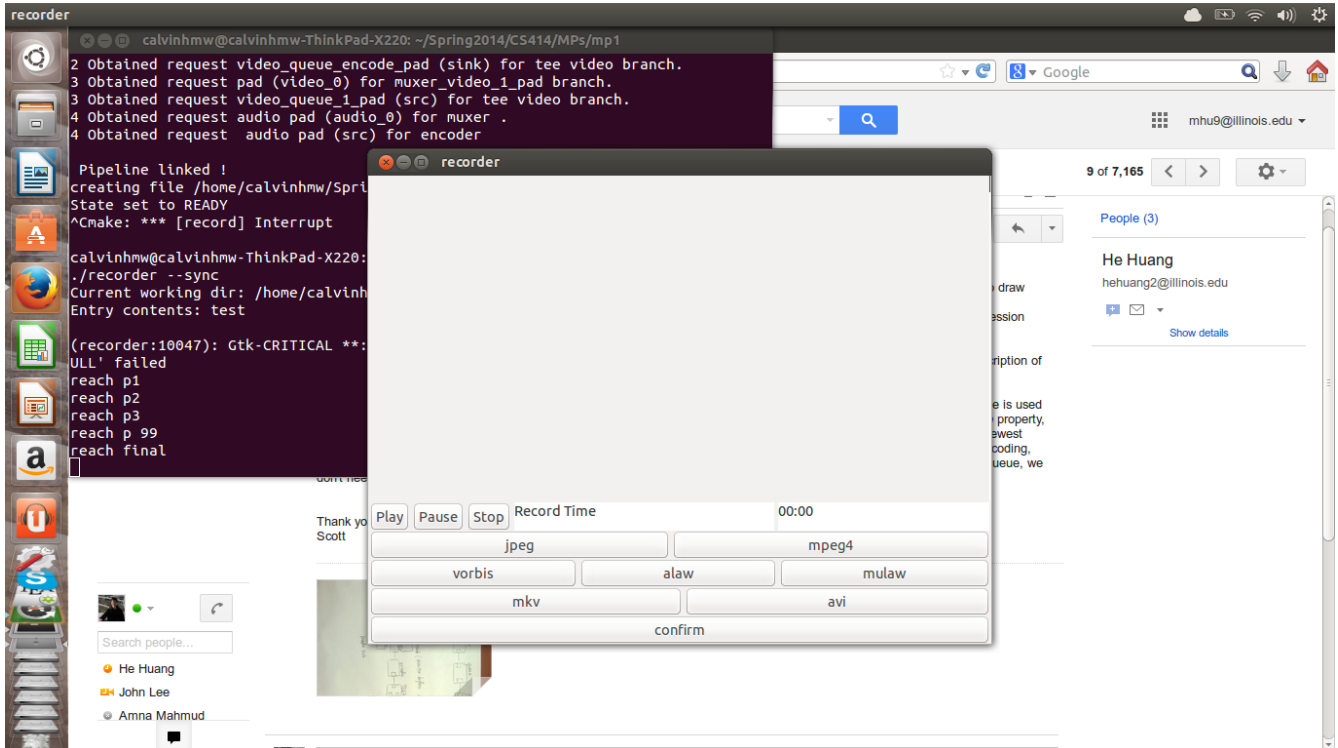 recorder
calvinhmw@calvinhmw-ThinkPad-X220: ~/Spring2014/CS414/MPs/mp1
2 Obtained request video_queue_encode_pad (sink) for tee video branch.
3 Obtained request pad (video_0) for muxer_video_1_pad branch.
3 Obtained request video_queue_1_pad (src) for tee video branch.
4 Obtained request audio pad (audio_0) for muxer .
4 Obtained request  audio pad (src) for encoder
Pipeline linked !
creating file /home/calvinhmw/Spri
State set to READY
^Cmake: *** [record] Interrupt
calvinhmw@calvinhmw-ThinkPad-X220:
./recorder --sync
Current working dir: /home/calvinh
Entry contents: test
(recorder:10047): Gtk-CRITICAL **:
ULL' failed
reach p1
reach p2
reach p3
reach p 99
reach final
recorder
Play Pause Stop Record Time 00:00
jpeg mpeg4
vorbis alaw mulaw
mkv avi
confirm
8 Google
mhu9@illinois.edu
9 of 7,165
People (3)
He Huang
hehuang2@illinois.edu
Show details
draw
ession
ription of
e is used
property,
ewest
coding,
ueue, we
don't nee
Thank yo
Scott
Search people...
He Huang
John Lee
Amna Mahmud